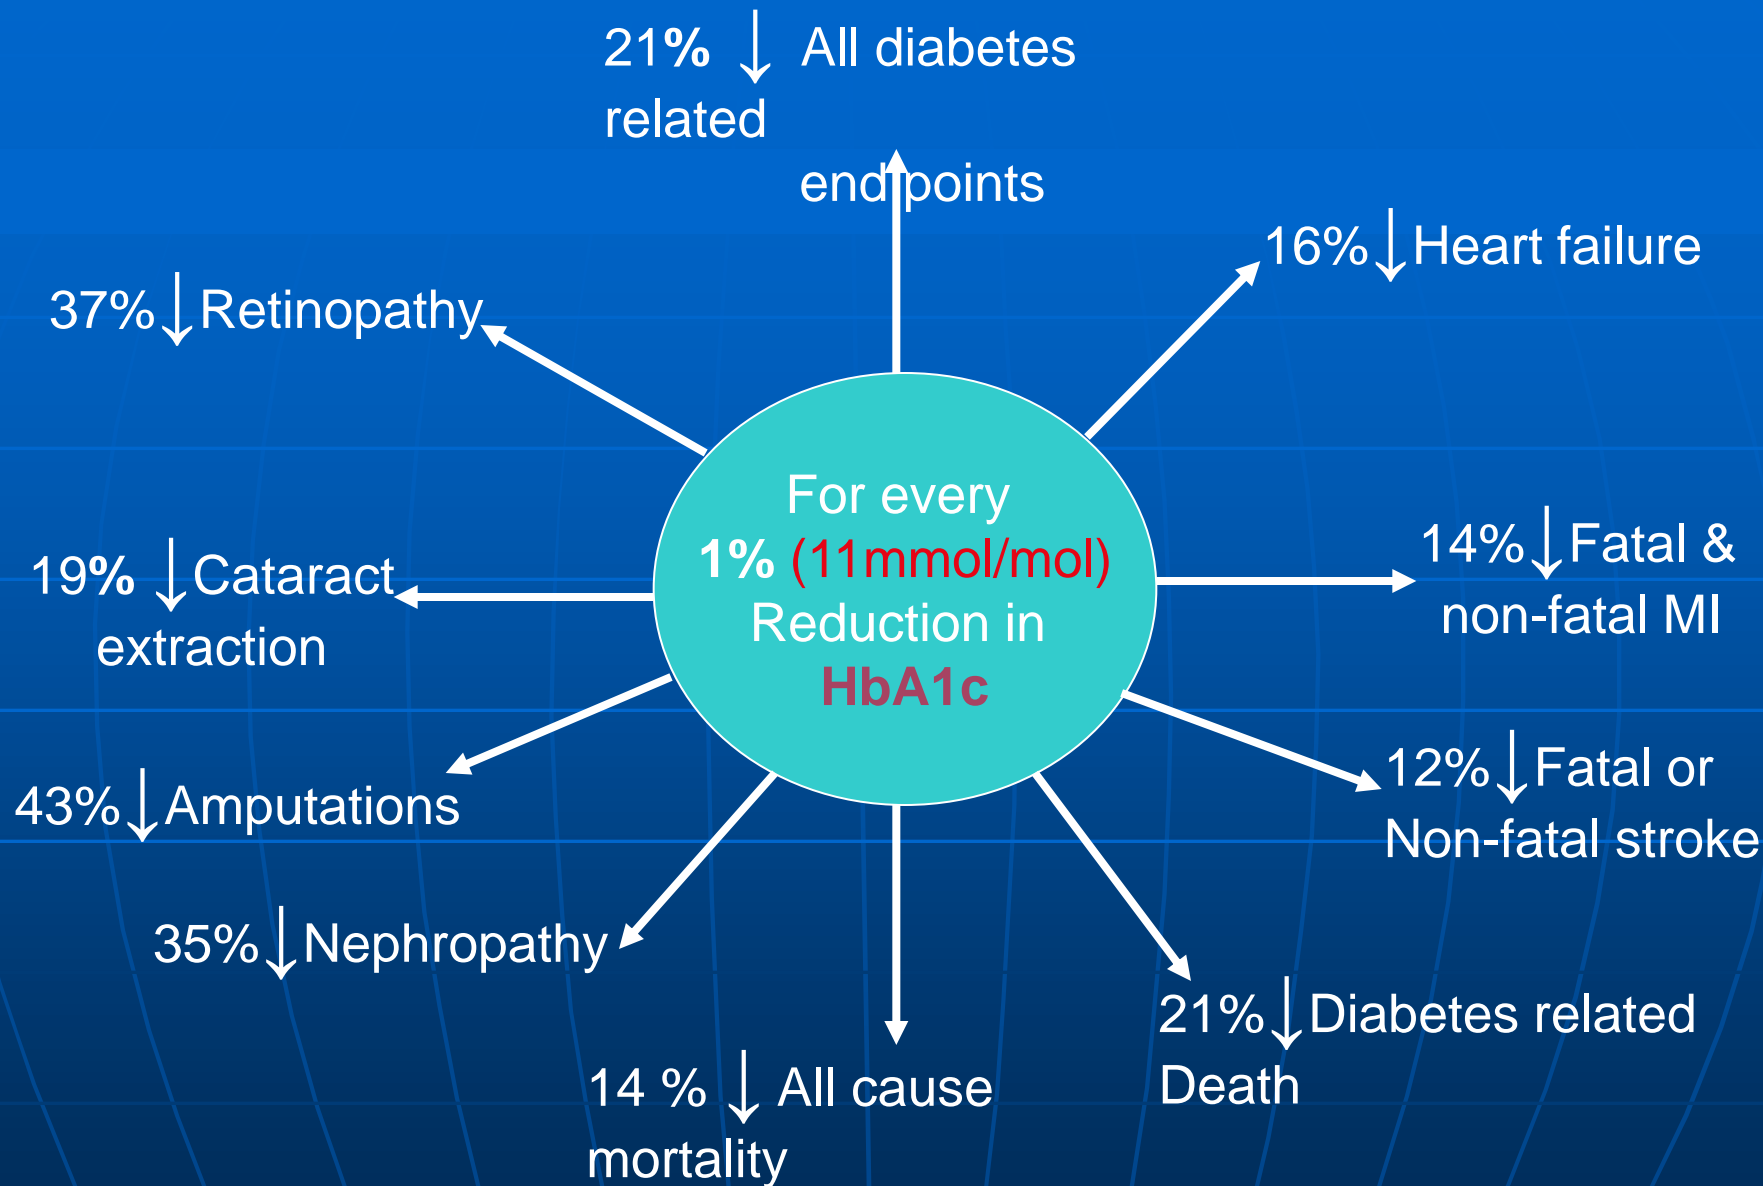 21% ↓ All diabetes
related
end points
16%↓Heart failure
37%↓Retinopathy
For every
1% (11mmol/mol)
Reduction in
HbA1c
14%↓Fatal &
non-fatal MI
19% ↓Cataract
extraction
12%↓Fatal or
Non-fatal stroke
43%↓Amputations
35%↓Nephropathy
21%↓Diabetes related
Death
14 % ↓ All cause
mortality